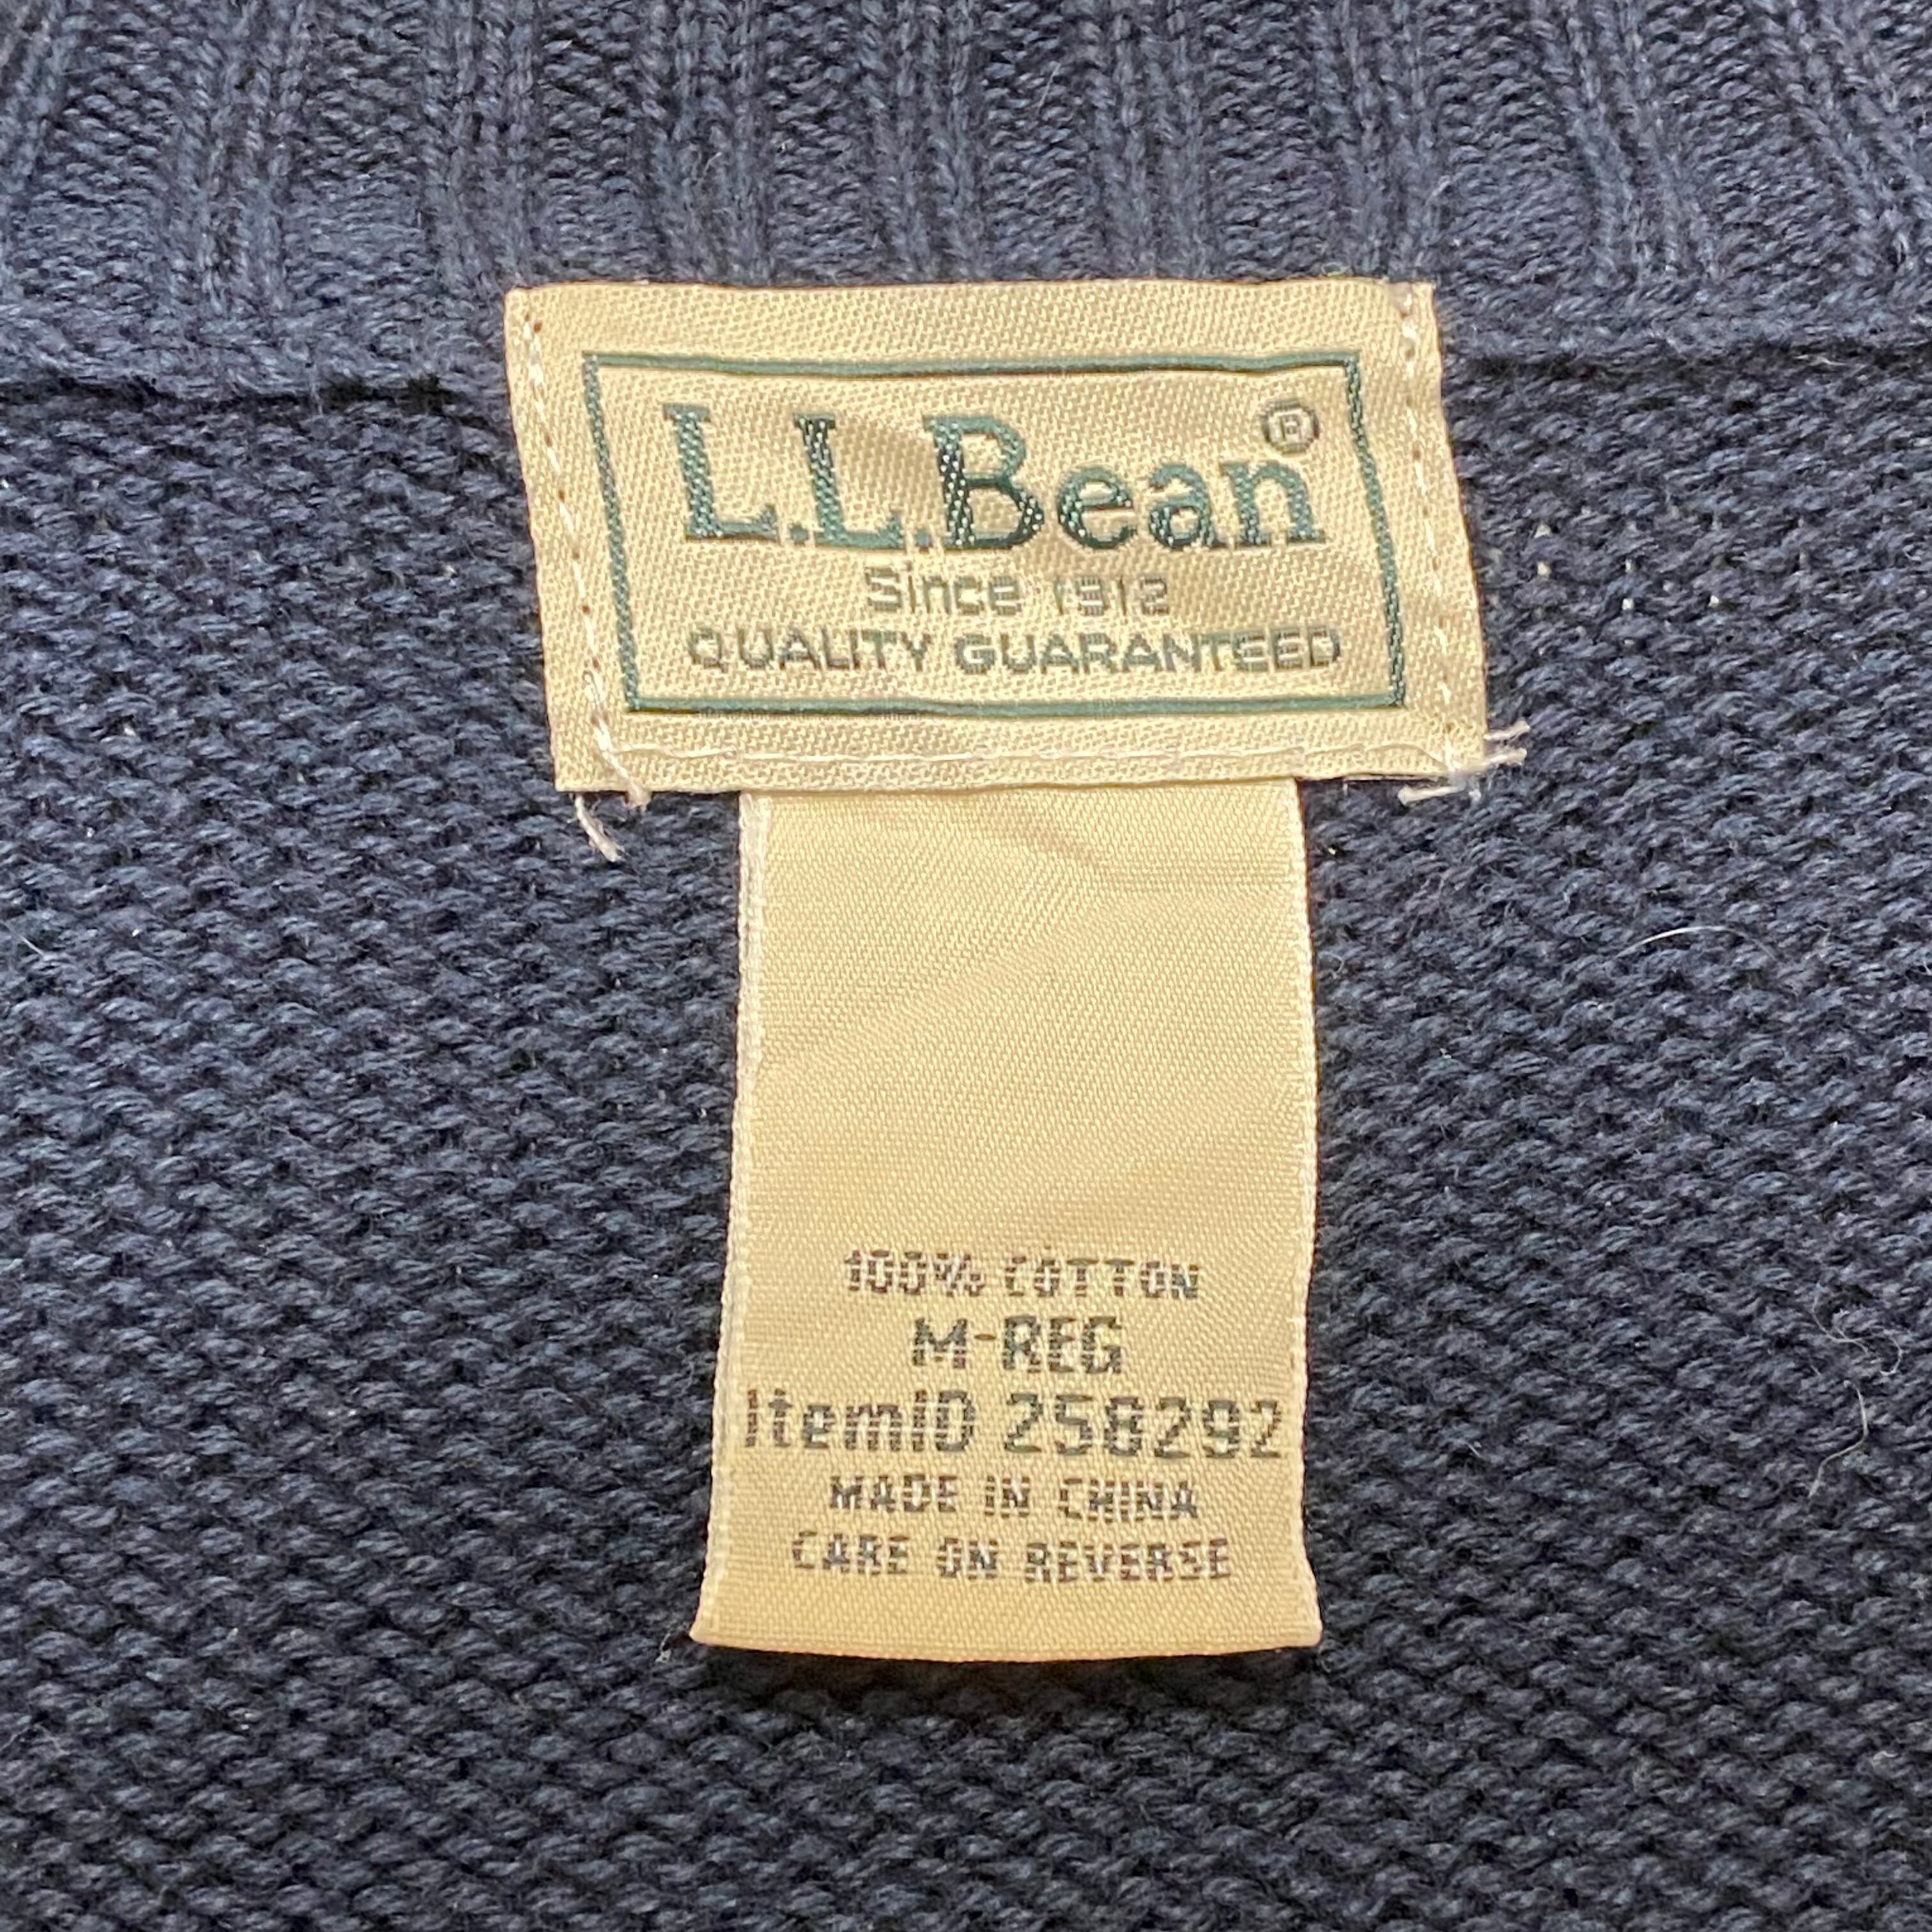 L.L.Bean®
Since 1912
QUALITY GUARANTEED
100% COTTON
M-REG
ItemID 258292
MADE IN CHINA
CARE ON REVERSE